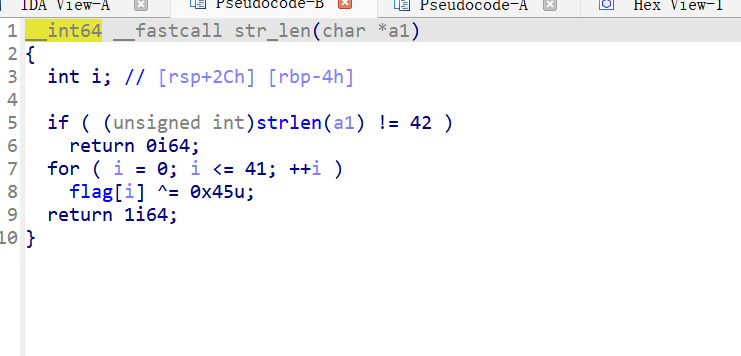 IDA View-A Pseudocode-B Pseudocode-A Hex View-1
1 __int64 __fastcall str_len(char *a1)
2 {
3   int i; // [rsp+2Ch] [rbp-4h]
4
5   if ( (unsigned int)strlen(a1) != 42 )
6     return 0i64;
7   for ( i = 0; i <= 41; ++i )
8     flag[i] ^= 0x45u;
9   return 1i64;
10 }